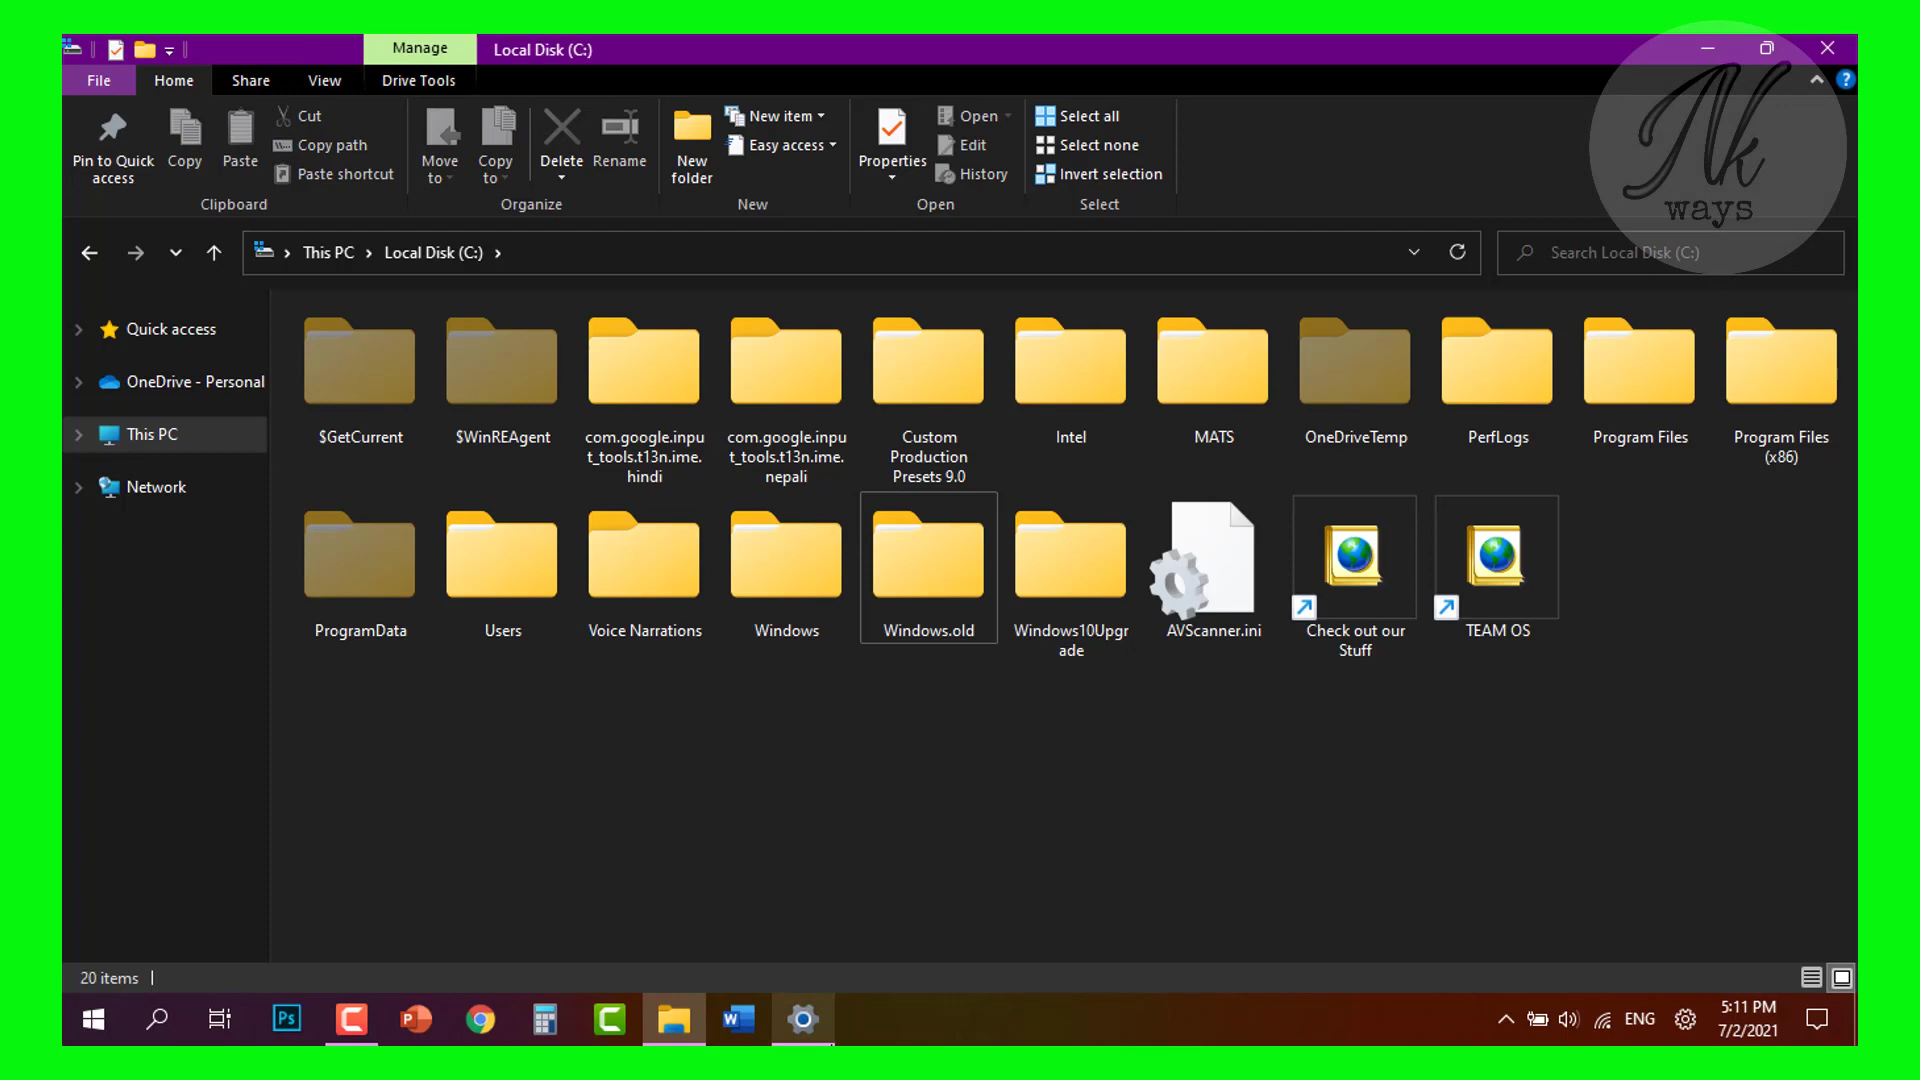 Manage
Local Disk (C:)
File
Home
Share
View
Drive Tools
?
Pin to Quick
access
Copy
Paste
Cut
Copy path
Paste shortcut
Clipboard
Move
to
Copy
to
Delete
Rename
Organize
New
folder
New item
Easy access
New
Properties
Open
Edit
History
Open
Select all
Select none
Invert selection
Select
Nk
ways
This PC
Local Disk (C:)
Search Local Disk (C:)
Quick access
OneDrive - Personal
This PC
Network
$GetCurrent
$WinREAgent
com.google.inpu
t_tools.t13n.ime.
hindi
com.google.inpu
t_tools.t13n.ime.
nepali
Custom
Production
Presets 9.0
Intel
MATS
OneDriveTemp
PerfLogs
Program Files
Program Files
(x86)
ProgramData
Users
Voice Narrations
Windows
Windows.old
Windows10Upgr
ade
AVScanner.ini
Check out our
Stuff
TEAM OS
20 items
Ps
C
P
C
W
ENG
5:11 PM
7/2/2021